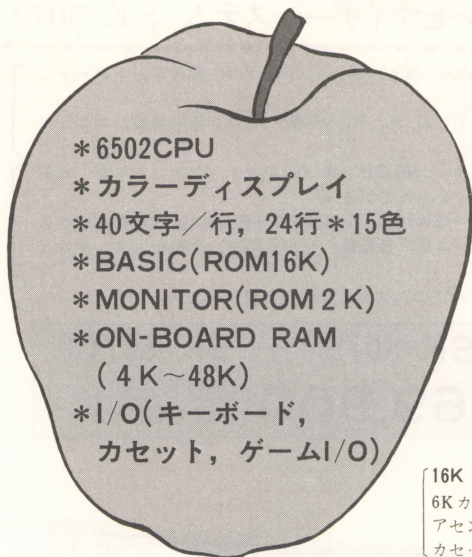 *6502CPU
*カラーディスプレイ
*40文字/行, 24行*15色
*BASIC(ROM16K)
*MONITOR(ROM 2 K)
*ON-BOARD RAM
( 4 K~48K)
*I/O(キーボード,
カセット, ゲームI/O)
16K
6K カ
アセン
カセッ